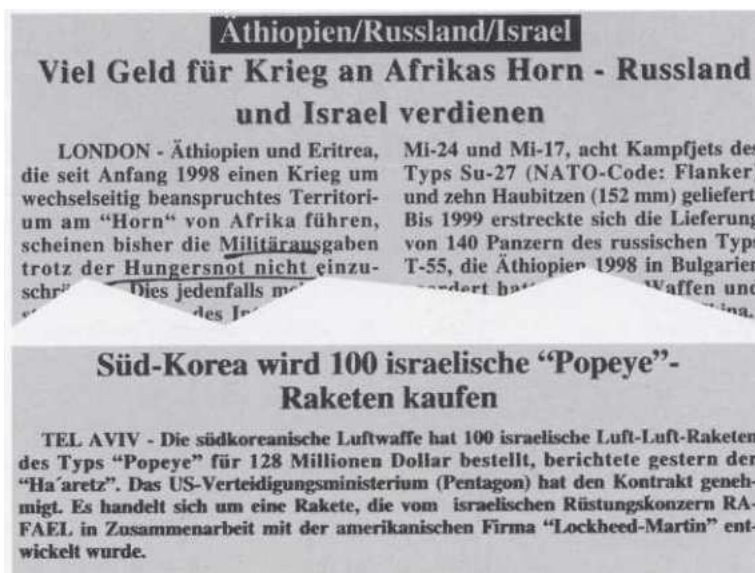 Äthiopien/Russland/Israel
Viel Geld für Krieg an Afrikas Horn - Russland
und Israel verdienen
LONDON - Äthiopien und Eritrea,
die seit Anfang 1998 einen Krieg um
wechselseitig beanspruchtes Territori-
um am “Horn“ von Afrika führen,
scheinen bisher die Militärausgaben
trotz der Hungersnot nicht einzu-
Dies jedenfalls
des
Mi-24 und Mi-17, acht Kampfjets des
Typs Su-27 (NATO-Code: Flanker)
und zehn Haubitzen (152 mm) geliefert.
Bis 1999 erstreckte sich die Lieferung
von 140 Panzern des russischen Typs
T-55, die Äthiopien 1998 in Bulgarien
Waffen und
Süd-Korea wird 100 israelische “Popeye”-
Raketen kaufen
TEL AVIV - Die südkoreanische Luftwaffe hat 100 israelische Luft-Luft-Raketen
des Typs “Popeye” für 128 Millionen Dollar bestellt, berichtete gestern der
“Ha´aretz”. Das US-Verteidigungsministerium (Pentagon) hat den Kontrakt geneh-
migt. Es handelt sich um eine Rakete, die vom israelischen Rüstungskonzern RA-
FAEL in Zusammenarbeit mit der amerikanischen Firma “Lockheed-Martin” ent-
wickelt wurde.